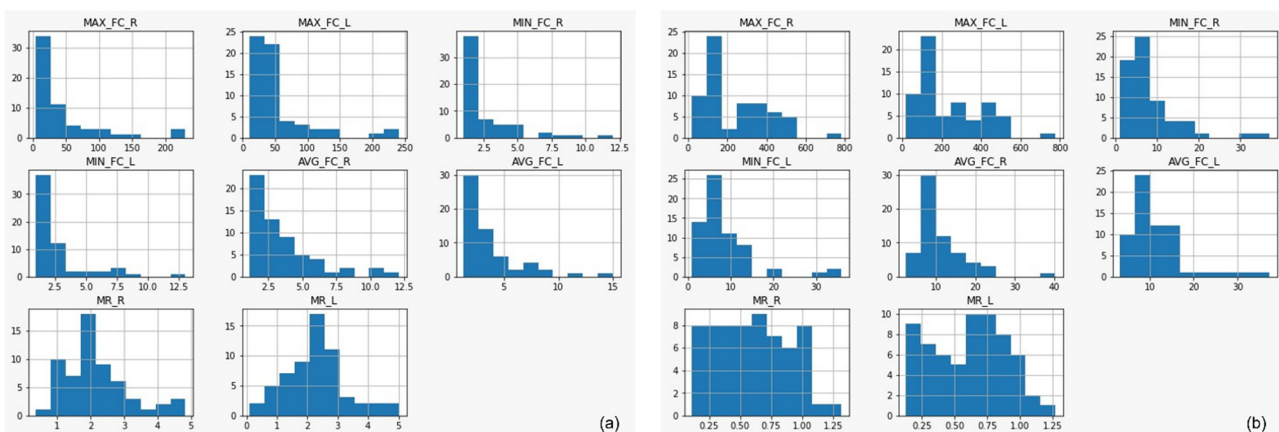 MAX_FC_R
30
20
10
0
0 50 100 150 200
MAX_FC_L
25
20
15
10
5
0
0 50 100 150 200 250
MIN_FC_R
30
20
10
0
2.5 5.0 7.5 10.0 12.5
MIN_FC_L
30
20
10
0
2.5 5.0 7.5 10.0 12.5
AVG_FC_R
20
15
10
5
0
2.5 5.0 7.5 10.0 12.5
AVG_FC_L
30
20
10
0
5 10 15
MR_R
15
10
5
0
1 2 3 4 5
MR_L
15
10
5
0
0 1 2 3 4 5
(a)
MAX_FC_R
20
10
0
0 200 400 600 800
MAX_FC_L
20
15
10
5
0
0 200 400 600 800
MIN_FC_R
25
20
15
10
5
0
0 10 20 30
MIN_FC_L
25
20
15
10
5
0
0 10 20 30
AVG_FC_R
30
20
10
0
10 20 30 40
AVG_FC_L
25
20
15
10
5
0
10 20 30
MR_R
8
6
4
2
0
0.25 0.50 0.75 1.00 1.25
MR_L
10
8
6
4
2
0
0.25 0.50 0.75 1.00 1.25
(b)